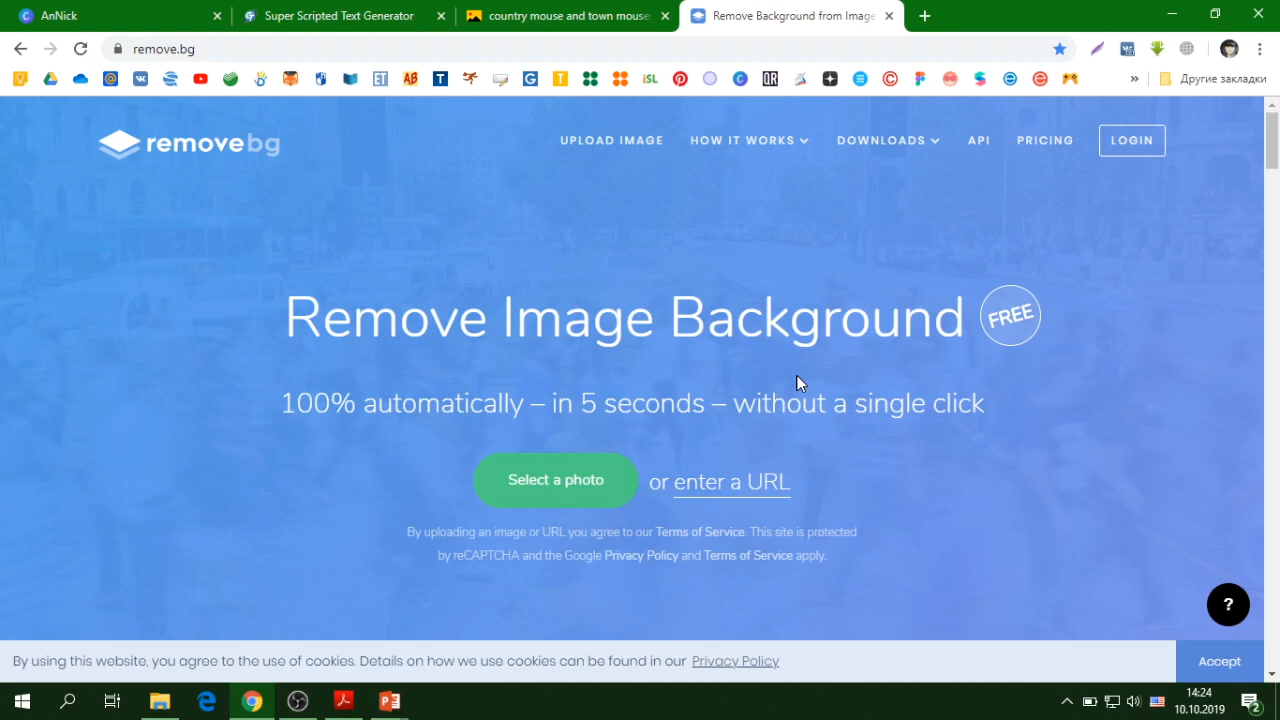 AnNick
Super Scripted Text Generator
country mouse and town mouse
Remove Background from Image
remove.bg
Другие закладки
removebg
UPLOAD IMAGE HOW IT WORKS DOWNLOADS API PRICING LOGIN
Remove Image Background FREE
100% automatically – in 5 seconds – without a single click
Select a photo or enter a URL
By uploading an image or URL you agree to our Terms of Service. This site is protected
by reCAPTCHA and the Google Privacy Policy and Terms of Service apply.
?
By using this website, you agree to the use of cookies. Details on how we use cookies can be found in our Privacy Policy Accept
14:24
10.10.2019
2